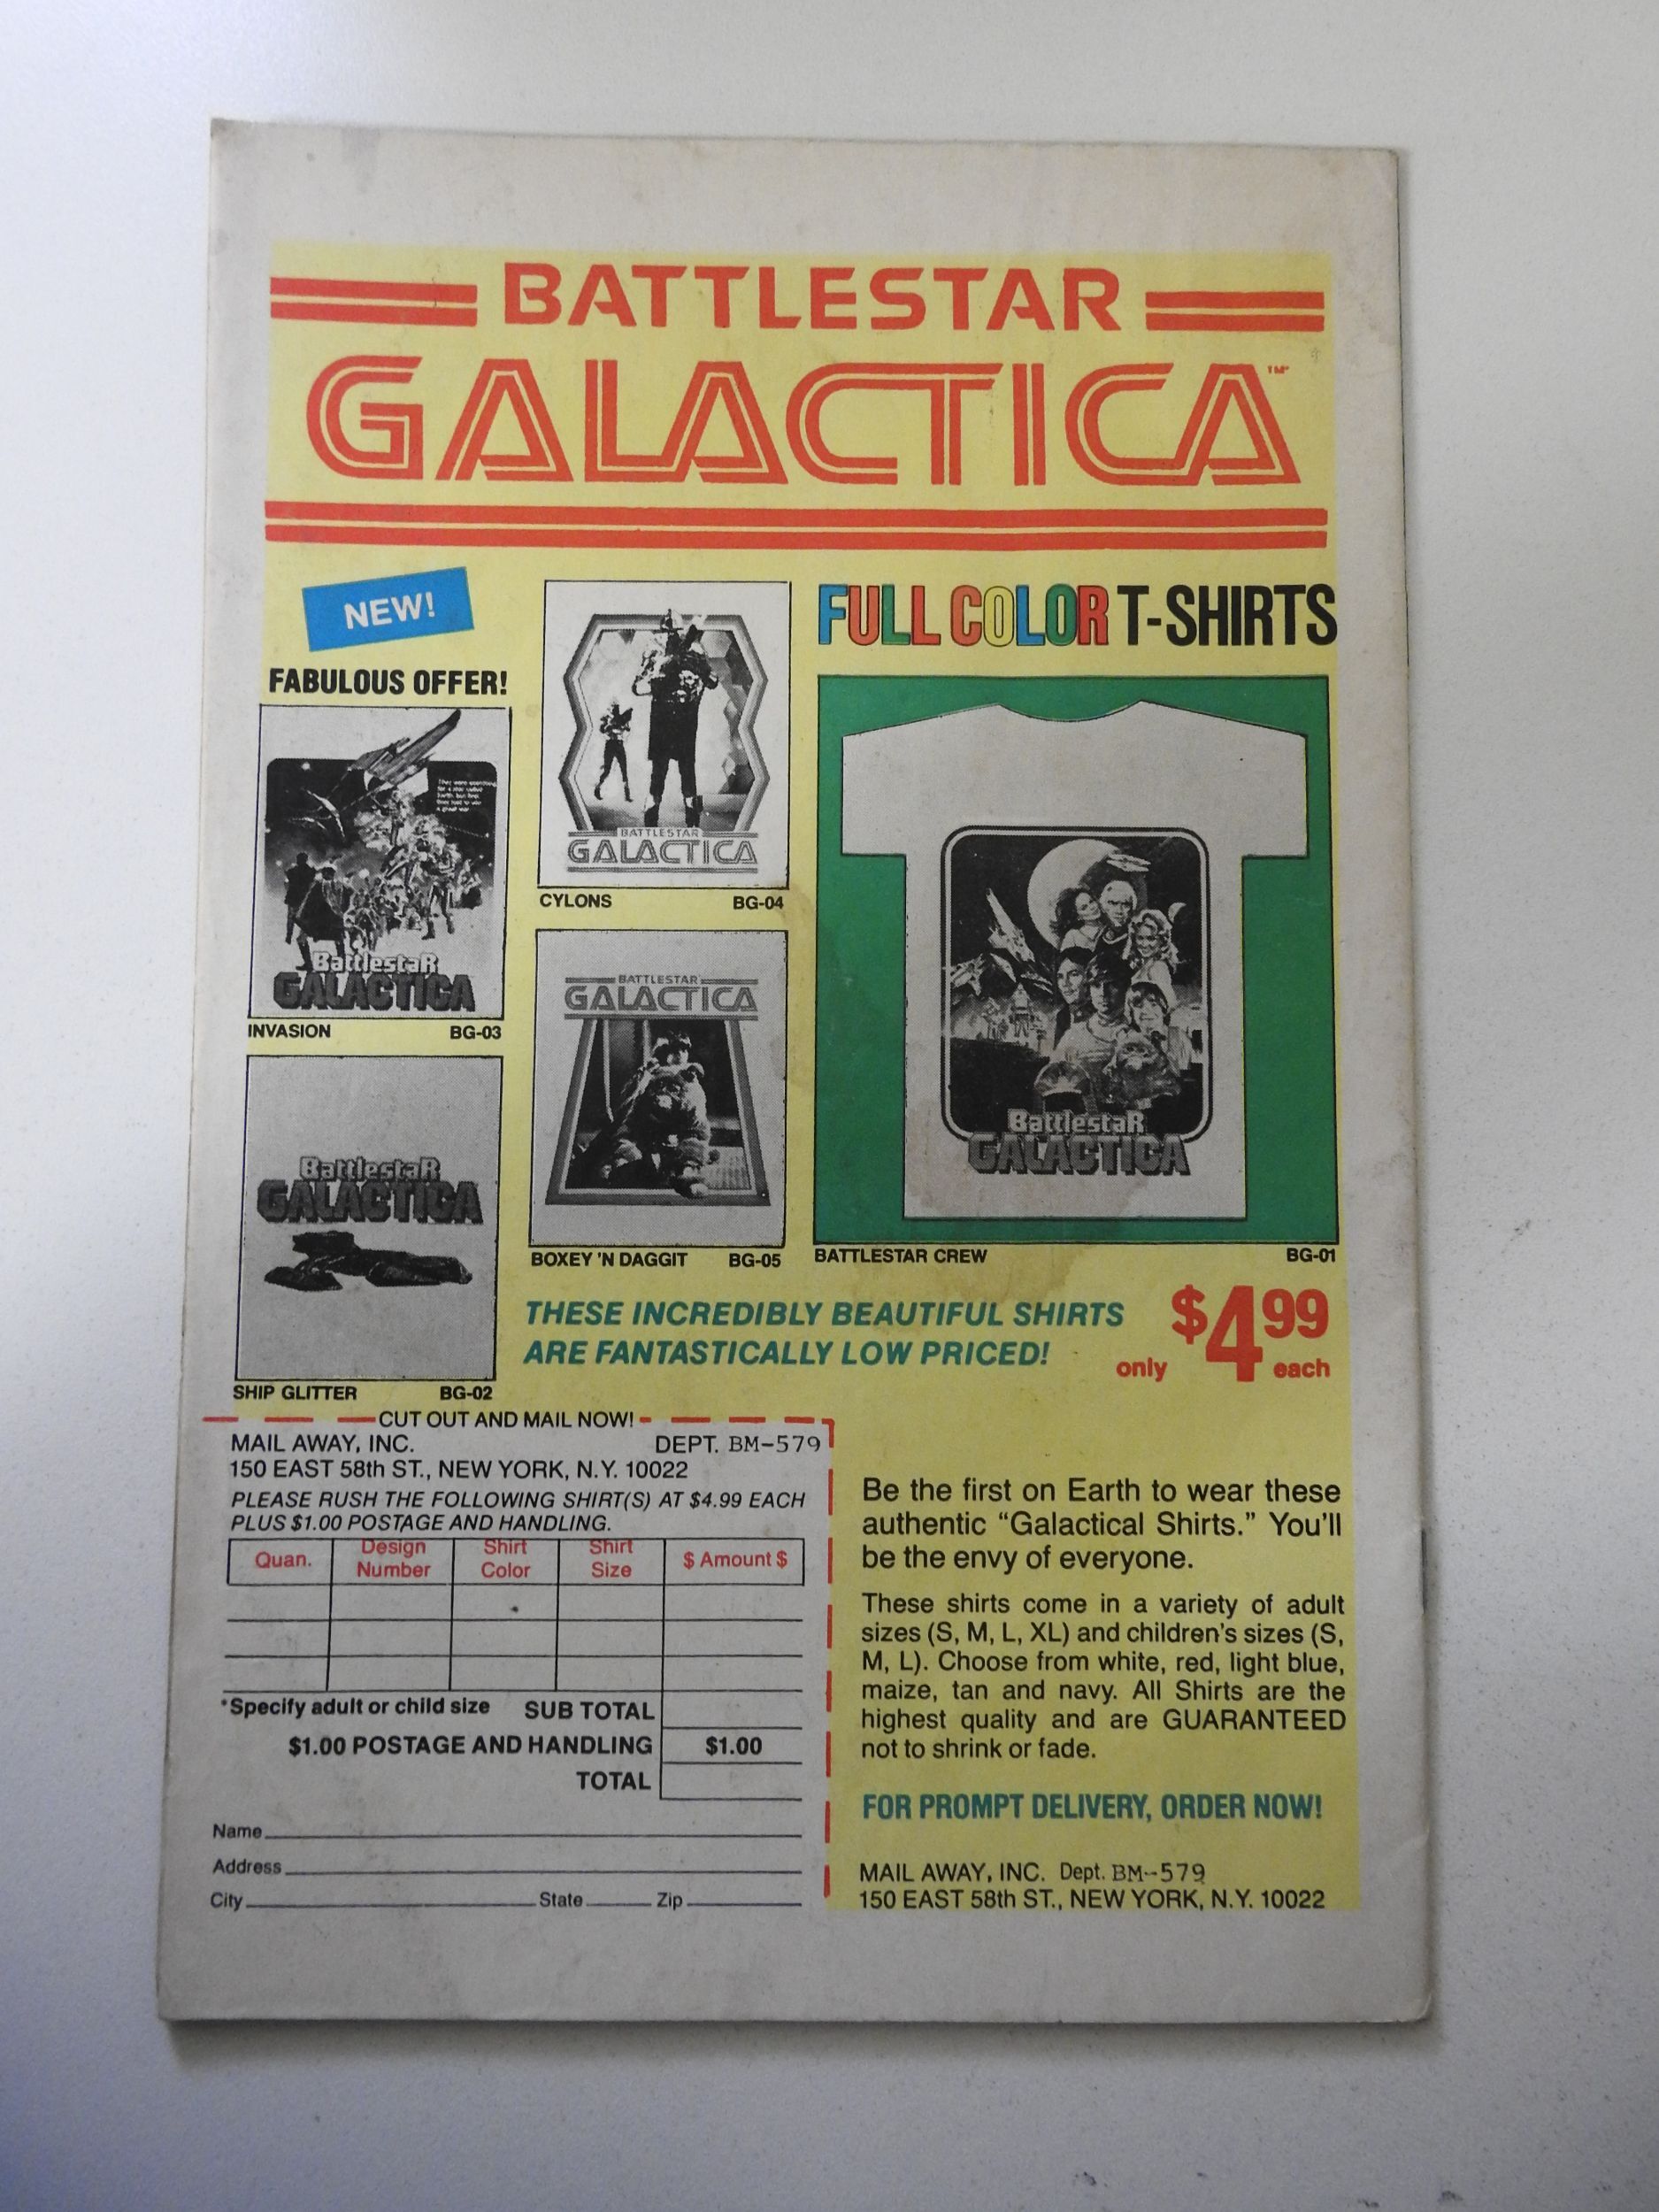 BATTLESTAR
GALACTICA™
NEW!
FABULOUS OFFER!
FULL COLOR T-SHIRTS
Battlestar
GALACTICA
INVASION BG-03
BATTLESTAR
GALACTICA
CYLONS BG-04
Battlestar
GALACTICA
SHIP GLITTER BG-02
BATTLESTAR
GALACTICA
BOXEY 'N DAGGIT BG-05
BattlestaR
GALACTICA
BATTLESTAR CREW BG-01
THESE INCREDIBLY BEAUTIFUL SHIRTS
ARE FANTASTICALLY LOW PRICED!
only $4.99 each
CUT OUT AND MAIL NOW!
MAIL AWAY, INC. DEPT. BM-579
150 EAST 58th ST., NEW YORK, N.Y. 10022
PLEASE RUSH THE FOLLOWING SHIRT(S) AT $4.99 EACH
PLUS $1.00 POSTAGE AND HANDLING.
Quan. Design Number Shirt Color Shirt Size $ Amount $
*Specify adult or child size SUB TOTAL
$1.00 POSTAGE AND HANDLING $1.00
TOTAL
Name
Address
City State Zip
Be the first on Earth to wear these
authentic “Galactical Shirts.” You'll
be the envy of everyone.
These shirts come in a variety of adult
sizes (S, M, L, XL) and children's sizes (S,
M, L). Choose from white, red, light blue,
maize, tan and navy. All Shirts are the
highest quality and are GUARANTEED
not to shrink or fade.
FOR PROMPT DELIVERY, ORDER NOW!
MAIL AWAY, INC. Dept. BM-579
150 EAST 58th ST., NEW YORK, N.Y. 10022